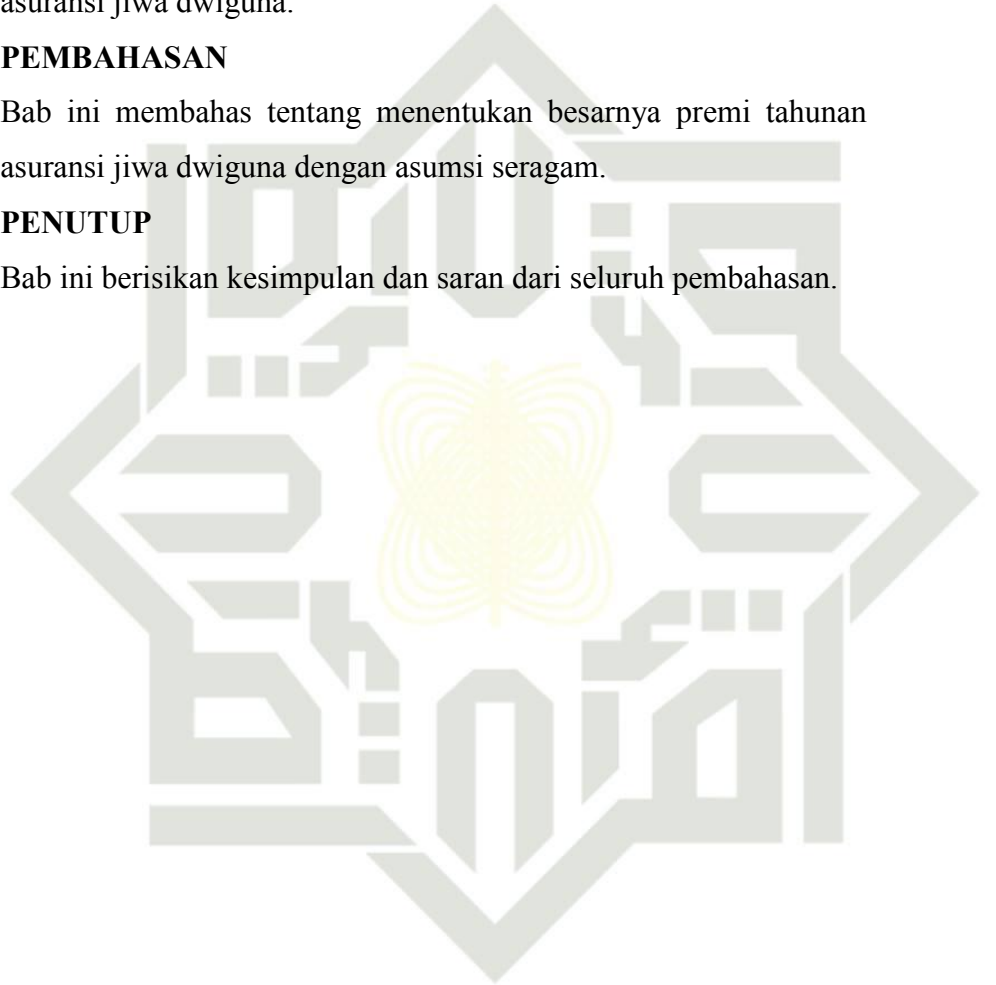 asuransi jiwa dwiguna.
PEMBAHASAN
Bab ini membahas tentang menentukan besarnya premi tahunan
asuransi jiwa dwiguna dengan asumsi seragam.
PENUTUP
Bab ini berisikan kesimpulan dan saran dari seluruh pembahasan.